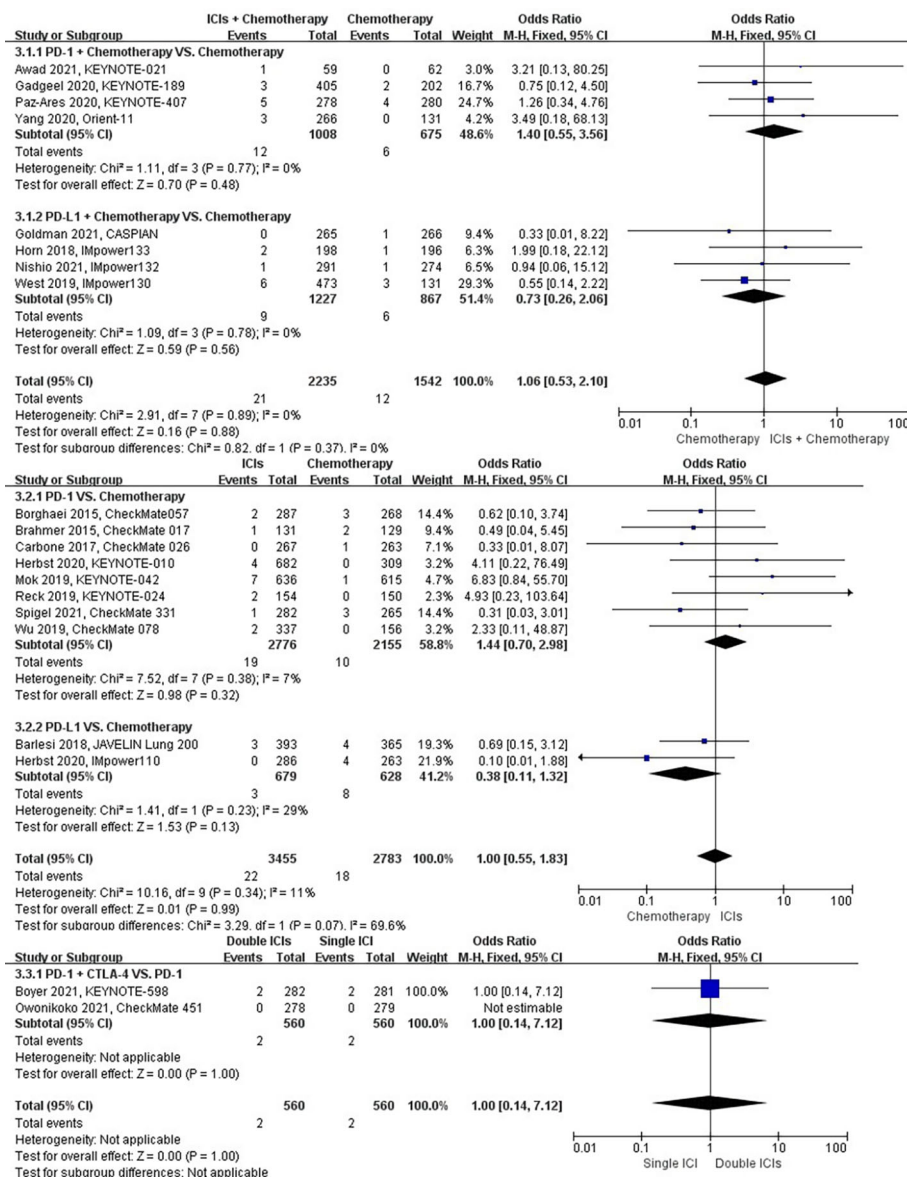 ICIs + Chemotherapy Chemotherapy Odds Ratio Odds Ratio
Study or Subgroup Events Total Events Total Weight M-H, Fixed, 95% CI M-H, Fixed, 95% CI
3.1.1 PD-1 + Chemotherapy VS. Chemotherapy
Awad 2021, KEYNOTE-021 1 59 0 62 3.0% 3.21 [0.13, 80.25]
Gadgeel 2020, KEYNOTE-189 3 405 2 202 16.7% 0.75 [0.12, 4.50]
Paz-Ares 2020, KEYNOTE-407 5 278 4 280 24.7% 1.26 [0.34, 4.76]
Yang 2020, Orient-11 3 266 0 131 4.2% 3.49 [0.18, 68.13]
Subtotal (95% CI) 1008 675 48.6% 1.40 [0.55, 3.56]
Total events 12 6
Heterogeneity: Chi² = 1.11, df = 3 (P = 0.77); I² = 0%
Test for overall effect: Z = 0.70 (P = 0.48)
3.1.2 PD-L1 + Chemotherapy VS. Chemotherapy
Goldman 2021, CASPIAN 0 265 1 266 9.4% 0.33 [0.01, 8.22]
Horn 2018, IMpower133 2 198 1 196 6.3% 1.99 [0.18, 22.12]
Nishio 2021, IMpower132 1 291 1 274 6.5% 0.94 [0.06, 15.12]
West 2019, IMpower130 6 473 3 131 29.3% 0.55 [0.14, 2.22]
Subtotal (95% CI) 1227 867 51.4% 0.73 [0.26, 2.06]
Total events 9 6
Heterogeneity: Chi² = 1.09, df = 3 (P = 0.78); I² = 0%
Test for overall effect: Z = 0.59 (P = 0.56)
Total (95% CI) 2235 1542 100.0% 1.06 [0.53, 2.10]
Total events 21 12
Heterogeneity: Chi² = 2.91, df = 7 (P = 0.89); I² = 0%
Test for overall effect: Z = 0.16 (P = 0.88)
Test for subgroup differences: Chi² = 0.82, df = 1 (P = 0.37), I² = 0%
0.01 0.1 1 10 100
Chemotherapy ICIs + Chemotherapy
ICIs Chemotherapy Odds Ratio Odds Ratio
Study or Subgroup Events Total Events Total Weight M-H, Fixed, 95% CI M-H, Fixed, 95% CI
3.2.1 PD-1 VS. Chemotherapy
Borghaei 2015, CheckMate057 2 287 3 268 14.4% 0.62 [0.10, 3.74]
Brahmer 2015, CheckMate 017 1 131 2 129 9.4% 0.49 [0.04, 5.45]
Carbone 2017, CheckMate 026 0 267 1 263 7.1% 0.33 [0.01, 8.07]
Herbst 2020, KEYNOTE-010 4 682 0 309 3.2% 4.11 [0.22, 76.49]
Mok 2019, KEYNOTE-042 7 636 1 615 4.7% 6.83 [0.84, 55.70]
Reck 2019, KEYNOTE-024 2 154 0 150 2.3% 4.93 [0.23, 103.64]
Spigel 2021, CheckMate 331 1 282 3 265 14.4% 0.31 [0.03, 3.01]
Wu 2019, CheckMate 078 2 337 0 156 3.2% 2.33 [0.11, 48.87]
Subtotal (95% CI) 2776 2155 58.8% 1.44 [0.70, 2.98]
Total events 19 10
Heterogeneity: Chi² = 7.52, df = 7 (P = 0.38); I² = 7%
Test for overall effect: Z = 0.98 (P = 0.32)
3.2.2 PD-L1 VS. Chemotherapy
Barlesi 2018, JAVELIN Lung 200 3 393 4 365 19.3% 0.69 [0.15, 3.12]
Herbst 2020, IMpower110 0 286 4 263 21.9% 0.10 [0.01, 1.88]
Subtotal (95% CI) 679 628 41.2% 0.38 [0.11, 1.32]
Total events 3 8
Heterogeneity: Chi² = 1.41, df = 1 (P = 0.23); I² = 29%
Test for overall effect: Z = 1.53 (P = 0.13)
Total (95% CI) 3455 2783 100.0% 1.00 [0.55, 1.83]
Total events 22 18
Heterogeneity: Chi² = 10.16, df = 9 (P = 0.34); I² = 11%
Test for overall effect: Z = 0.01 (P = 0.99)
Test for subgroup differences: Chi² = 3.29, df = 1 (P = 0.07), I² = 69.6%
0.01 0.1 1 10 100
Chemotherapy ICIs
Double ICIs Single ICI Odds Ratio Odds Ratio
Study or Subgroup Events Total Events Total Weight M-H, Fixed, 95% CI M-H, Fixed, 95% CI
3.3.1 PD-1 + CTLA-4 VS. PD-1
Boyer 2021, KEYNOTE-598 2 282 2 281 100.0% 1.00 [0.14, 7.12]
Owonikoko 2021, CheckMate 451 0 278 0 279 Not estimable
Subtotal (95% CI) 560 560 100.0% 1.00 [0.14, 7.12]
Total events 2 2
Heterogeneity: Not applicable
Test for overall effect: Z = 0.00 (P = 1.00)
Total (95% CI) 560 560 100.0% 1.00 [0.14, 7.12]
Total events 2 2
Heterogeneity: Not applicable
Test for overall effect: Z = 0.00 (P = 1.00)
Test for subgroup differences: Not applicable
0.01 0.1 1 10 100
Single ICI Double ICIs